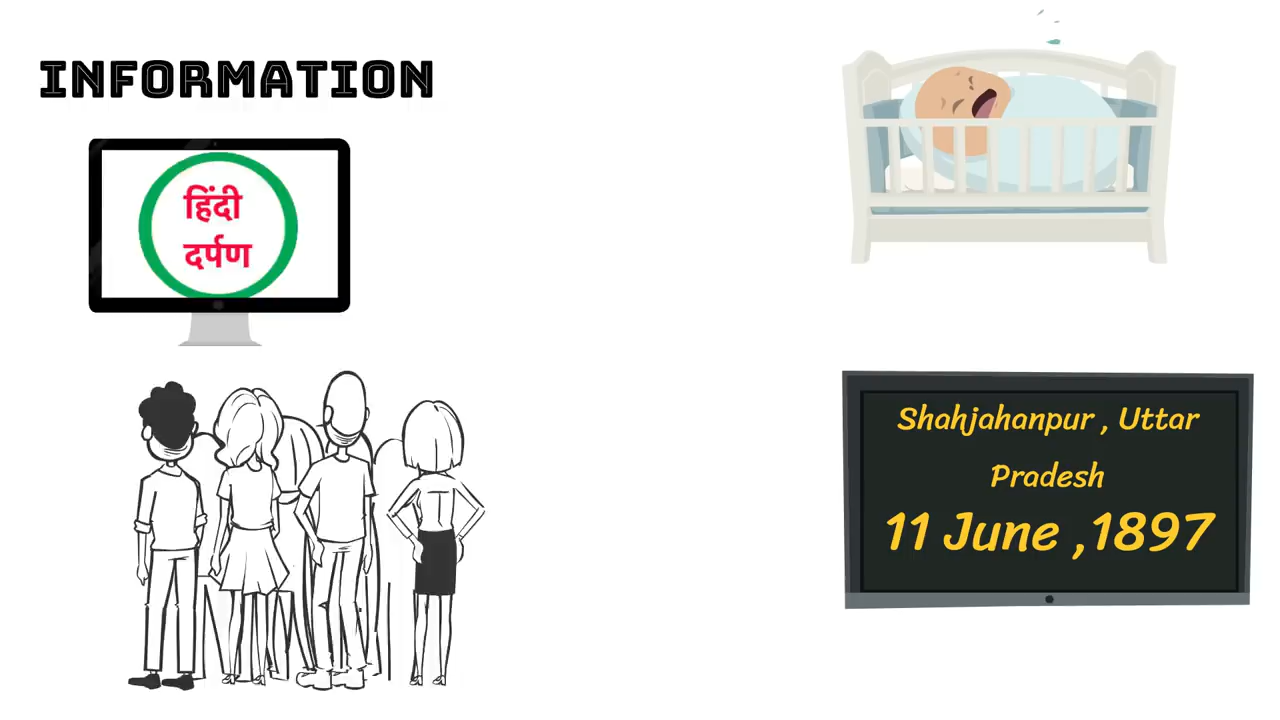 INFORMATION
हिंदी
दर्पण
Shahjahanpur , Uttar
Pradesh
11 June ,1897